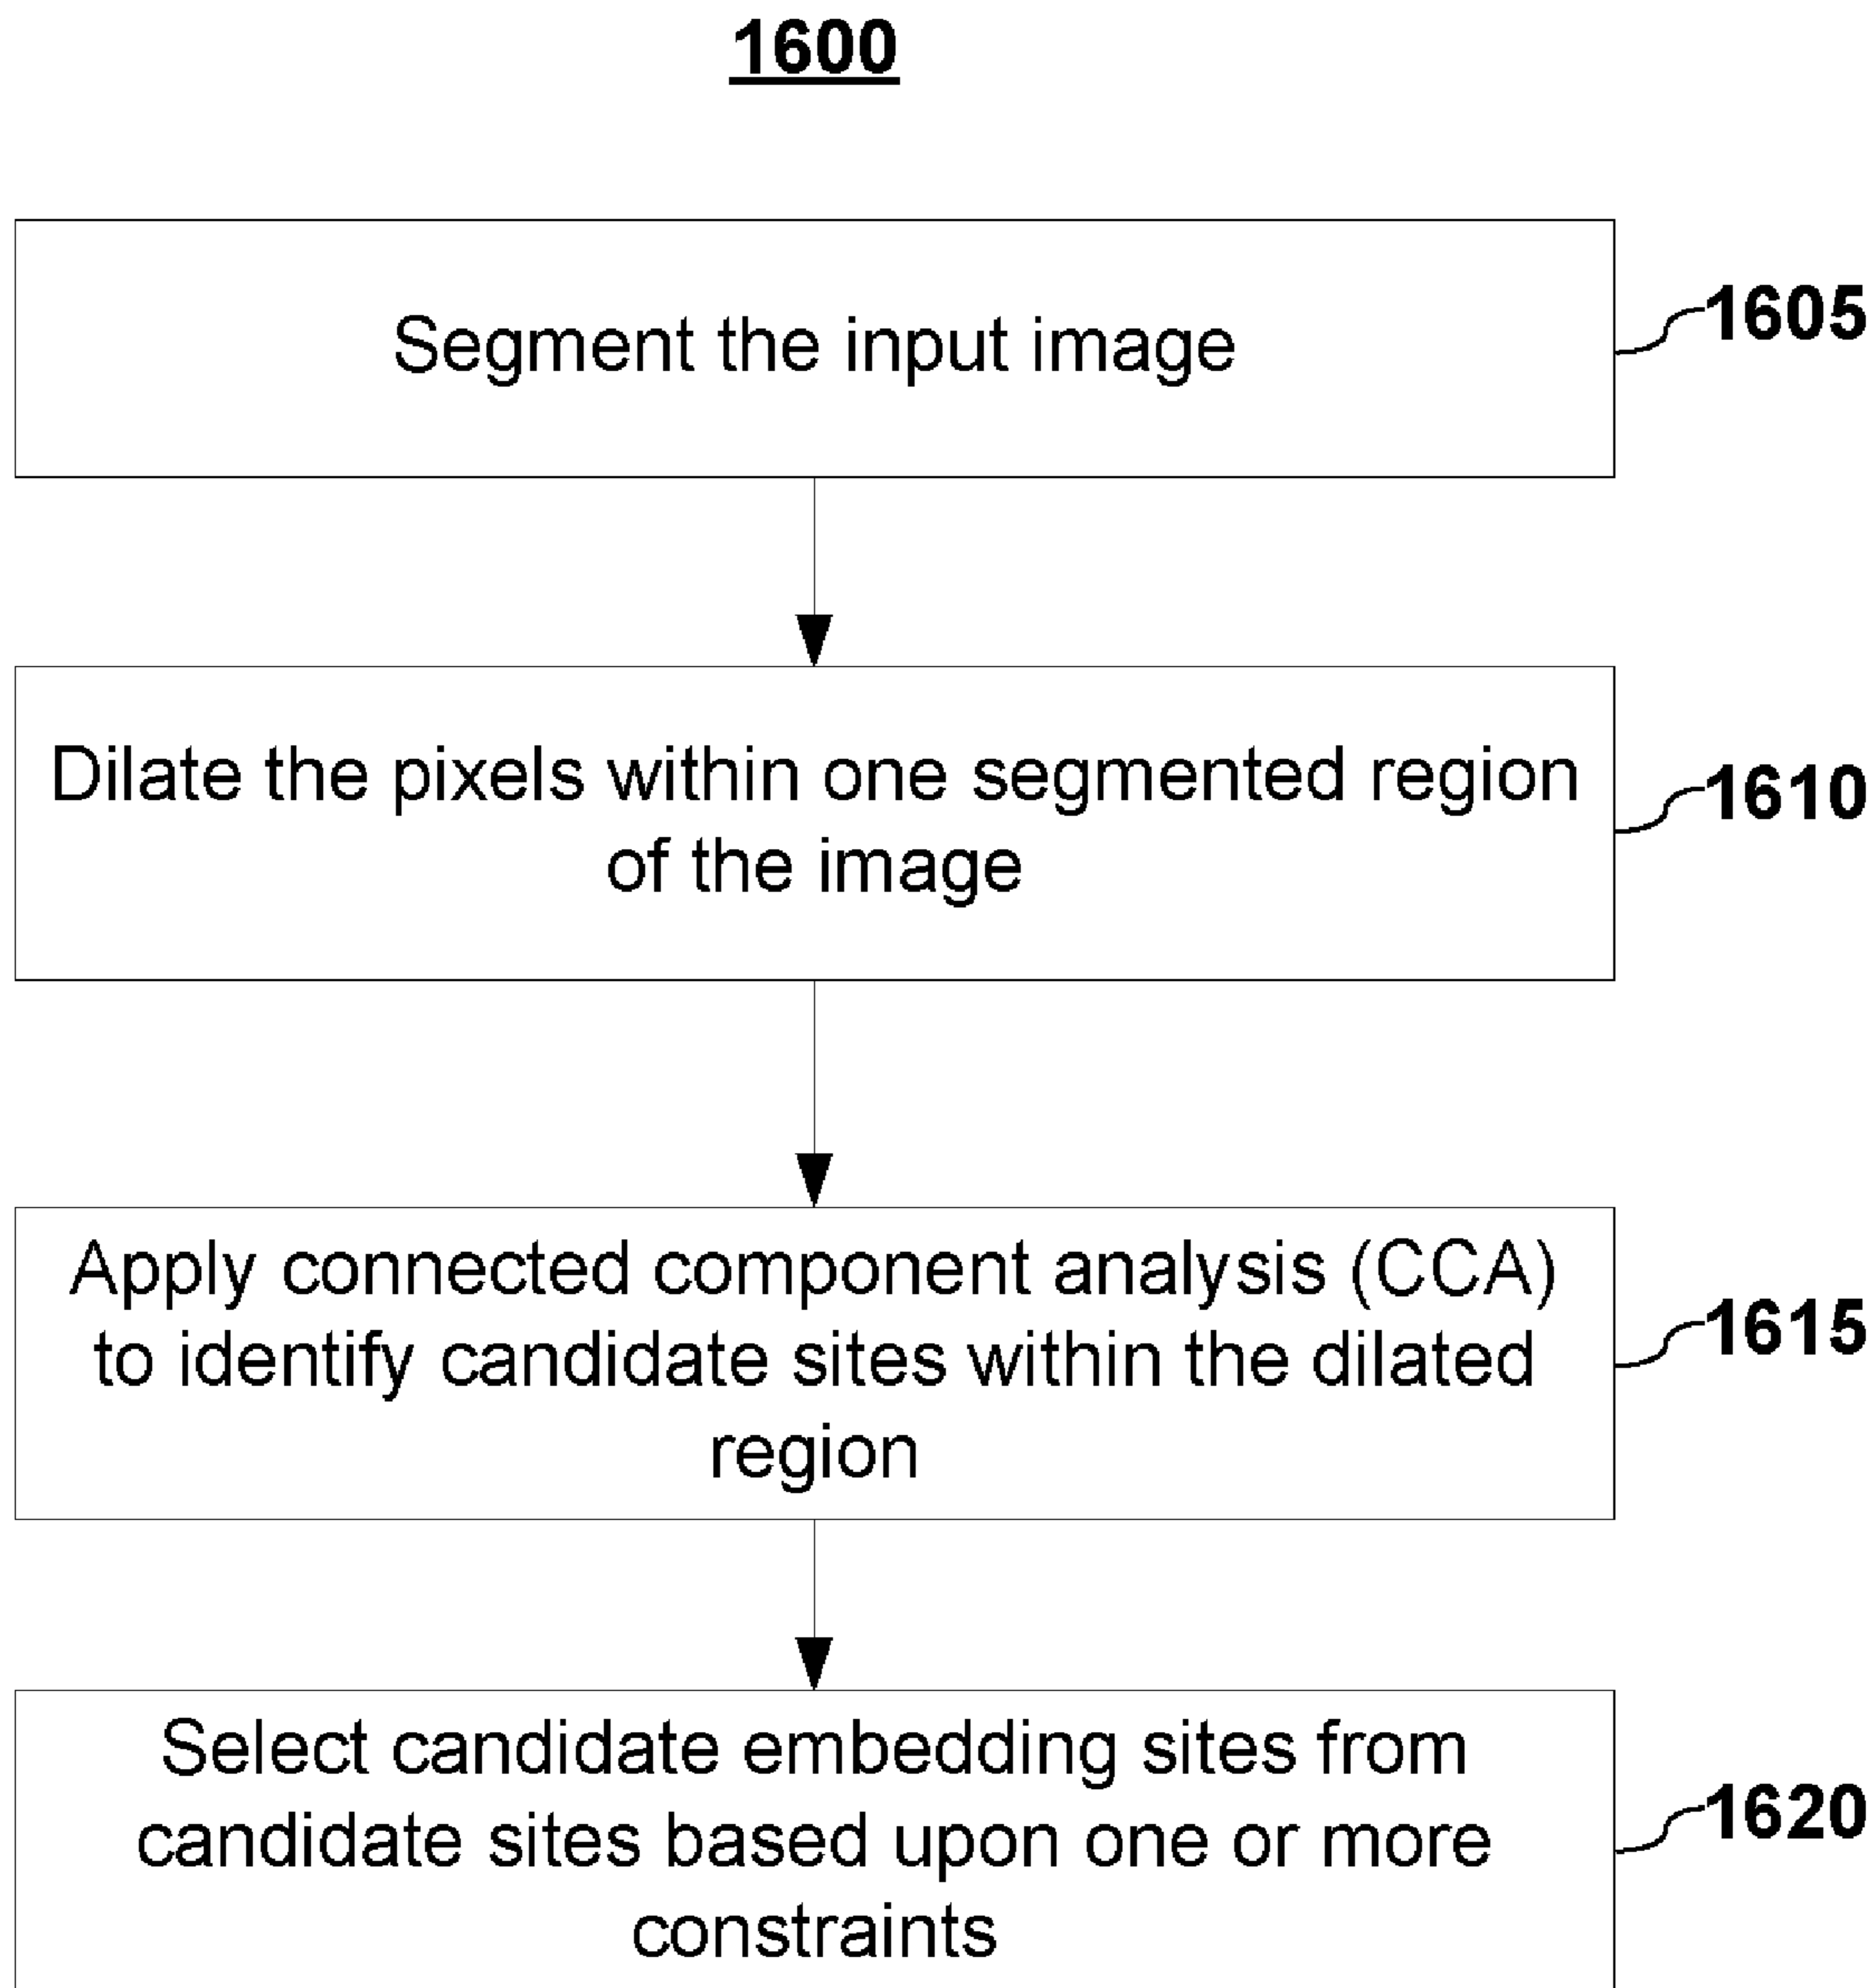 1600
Segment the input image
1605
Dilate the pixels within one segmented region
of the image
1610
Apply connected component analysis (CCA)
to identify candidate sites within the dilated
region
1615
Select candidate embedding sites from
candidate sites based upon one or more
constraints
1620